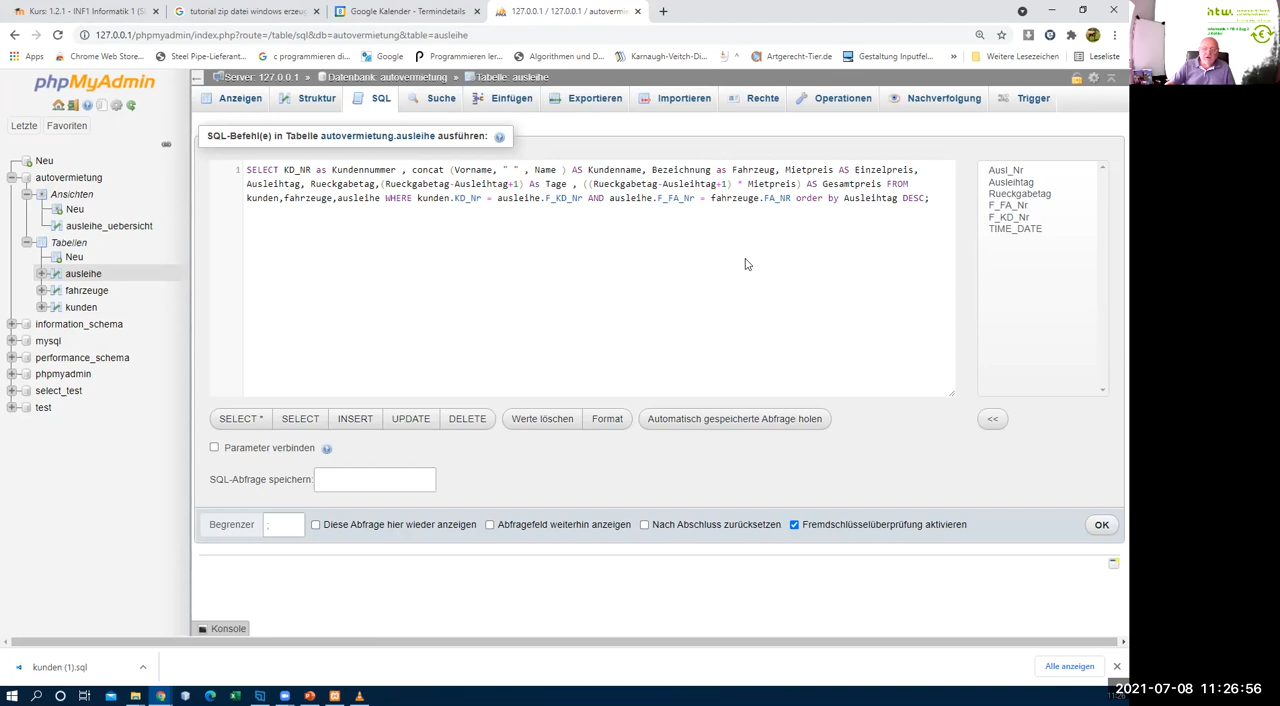 Kurs: 1.2.1 - INF1 Informatik 1 (S
tutorial zip datei windows erzeug
Google Kalender - Termindetails
127.0.0.1 / 127.0.0.1 / autovermie
127.0.0.1/phpmyadmin/index.php?route=/table/sql&db=autovermietung&table=ausleihe
Apps
Chrome Web Store:...
Steel Pipe-Lieferant...
c programmieren di...
Google
Programmieren ler...
Algorithmen und D...
Karnaugh-Veitch-Di...
Artgerecht-Tier.de
Gestaltung Inputfel...
»
Weitere Lesezeichen
Leseliste
phpMyAdmin
Letzte
Favoriten
Neu
autovermietung
Ansichten
Neu
ausleihe_uebersicht
Tabellen
Neu
ausleihe
fahrzeuge
kunden
information_schema
mysql
performance_schema
phpmyadmin
select_test
test
Server: 127.0.0.1 » Datenbank: autovermietung » Tabelle: ausleihe
Anzeigen
Struktur
SQL
Suche
Einfügen
Exportieren
Importieren
Rechte
Operationen
Nachverfolgung
Trigger
SQL-Befehl(e) in Tabelle autovermietung.ausleihe ausführen:
1
SELECT KD_NR as Kundennummer , concat (Vorname, " " , Name ) AS Kundenname, Bezeichnung as Fahrzeug, Mietpreis AS Einzelpreis,
Ausleihtag, Rueckgabetag,(Rueckgabetag-Ausleihtag+1) As Tage , ((Rueckgabetag-Ausleihtag+1) * Mietpreis) AS Gesamtpreis FROM
kunden,fahrzeuge,ausleihe WHERE kunden.KD_Nr = ausleihe.F_KD_Nr AND ausleihe.F_FA_Nr = fahrzeuge.FA_NR order by Ausleihtag DESC;
Ausl_Nr
Ausleihtag
Rueckgabetag
F_FA_Nr
F_KD_Nr
TIME_DATE
SELECT *
SELECT
INSERT
UPDATE
DELETE
Werte löschen
Format
Automatisch gespeicherte Abfrage holen
<<
Parameter verbinden
SQL-Abfrage speichern:
Begrenzer
;
Diese Abfrage hier wieder anzeigen
Abfragefeld weiterhin anzeigen
Nach Abschluss zurücksetzen
Fremdschlüsselüberprüfung aktivieren
OK
Konsole
kunden (1).sql
Alle anzeigen
htw
2021-07-08 11:26:56